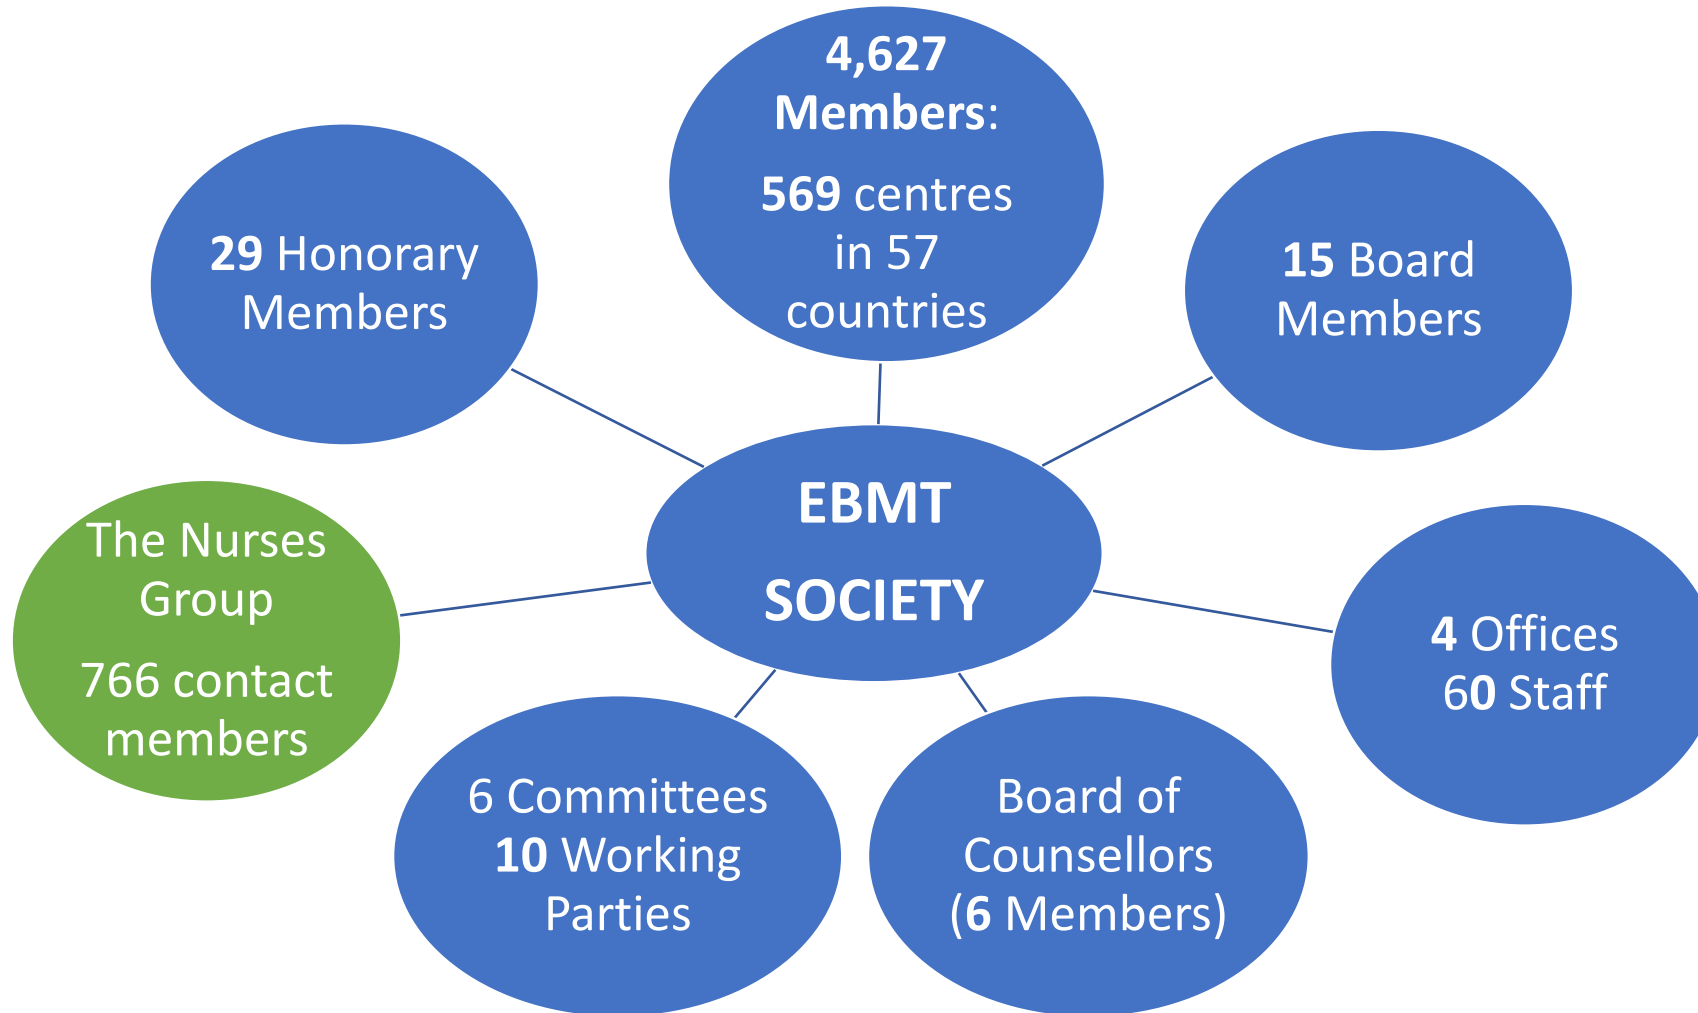 4,627
Members:
569 centres
in 57
countries
29 Honorary
Members
15 Board
Members
EBMT
SOCIETY
The Nurses
Group
766 contact
members
4 Offices
60 Staff
6 Committees
10 Working
Parties
Board of
Counsellors
(6 Members)